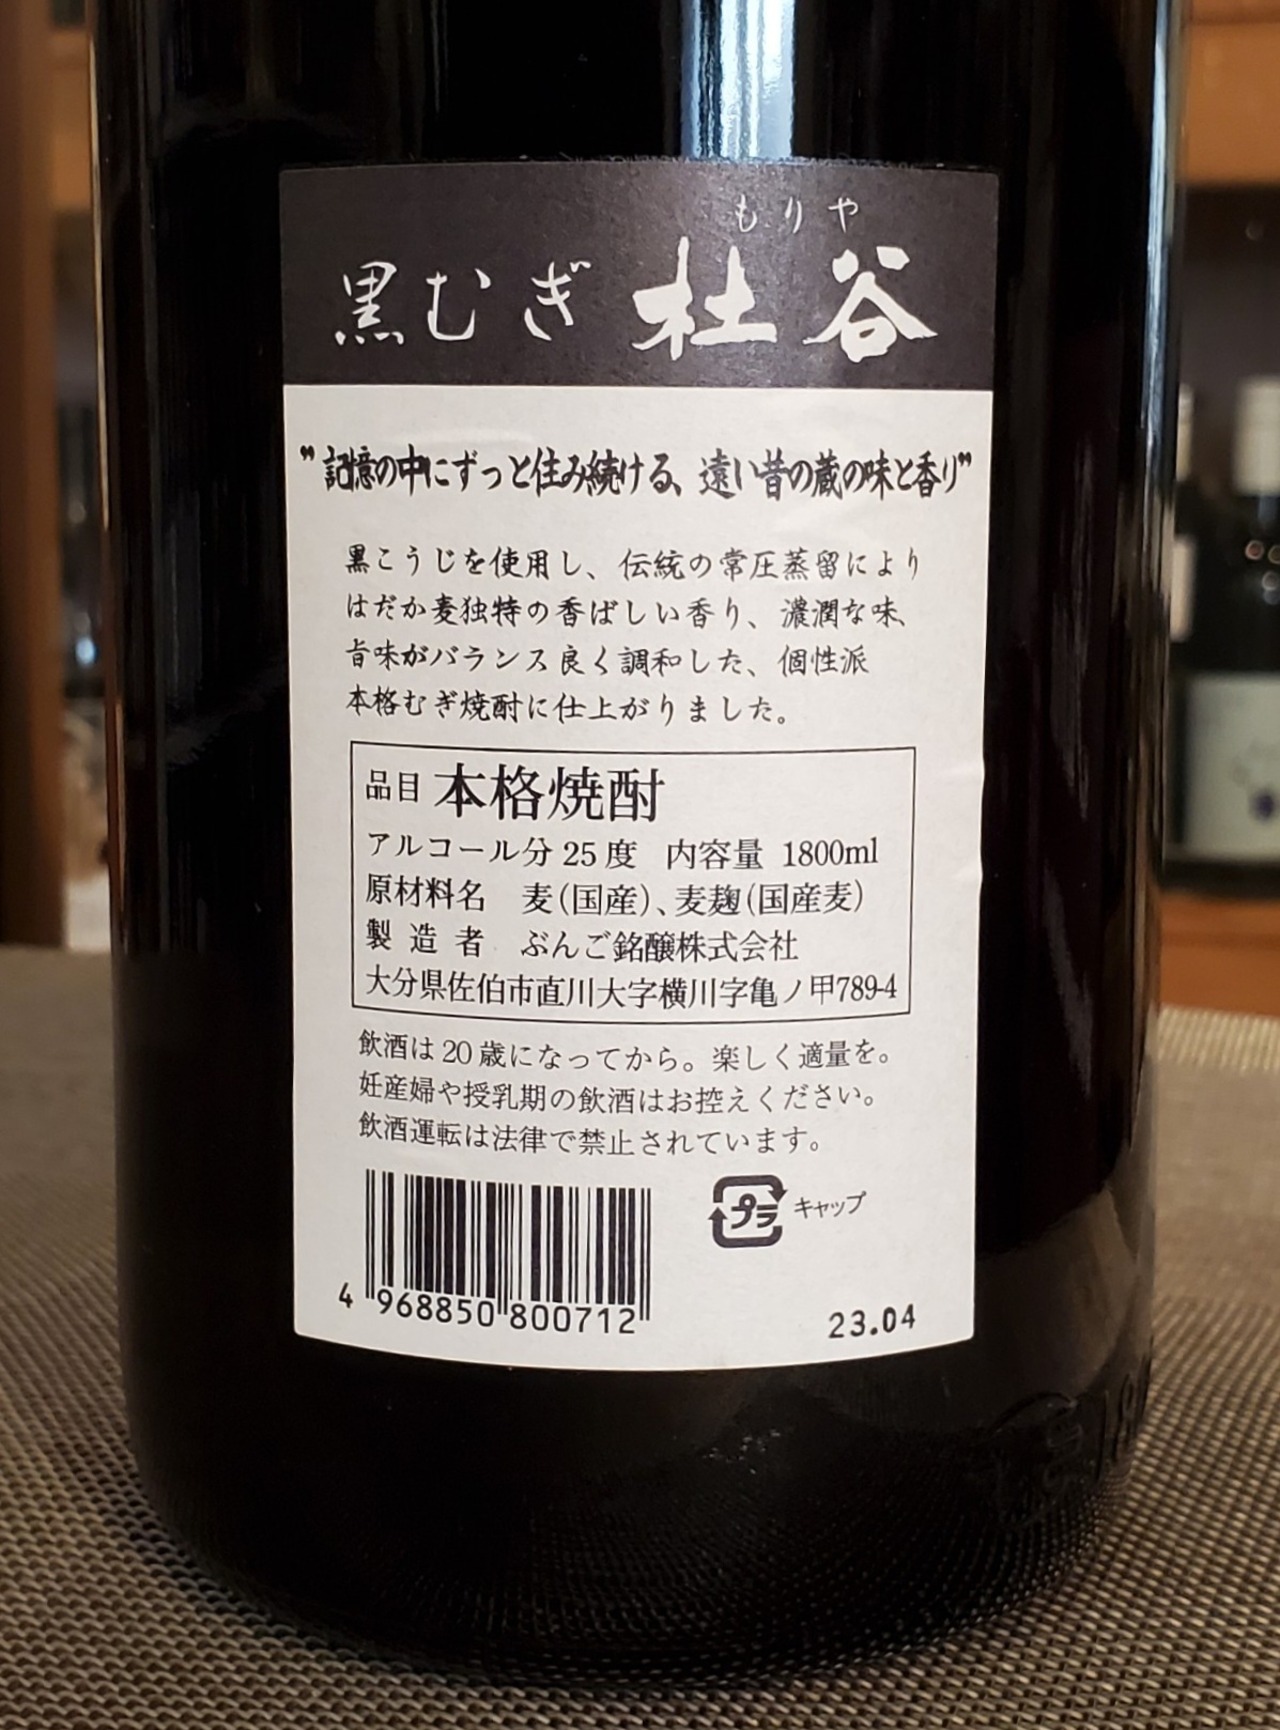 もりや
黒むぎ 杜谷
"記憶の中にずっと住み続ける、遠い昔の蔵の味と香り"
黒こうじを使用し、伝統の常圧蒸留により
はだか麦独特の香ばしい香り、濃潤な味、
旨味がバランス良く調和した、個性派
本格むぎ焼酎に仕上がりました。
品目 本格焼酎
アルコール分 25度 内容量 1800ml
原材料名 麦(国産)、麦麹(国産麦)
製造者 ぶんご銘醸株式会社
大分県佐伯市直川大字横川字亀ノ甲789-4
飲酒は20歳になってから。楽しく適量を。
妊産婦や授乳期の飲酒はお控えください。
飲酒運転は法律で禁止されています。
プラ キャップ
4 968850 800712
23.04